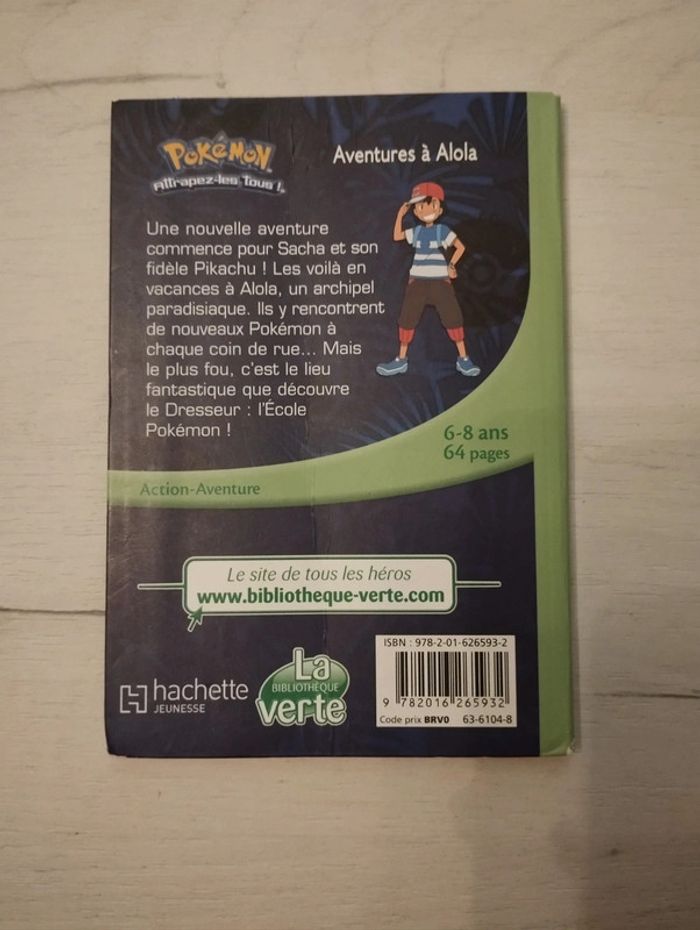 POKéMON
Attrapez-les Tous !
Aventures à Alola
Une nouvelle aventure
commence pour Sacha et son
fidèle Pikachu ! Les voilà en
vacances à Alola, un archipel
paradisiaque. Ils y rencontrent
de nouveaux Pokémon à
chaque coin de rue... Mais
le plus fou, c'est le lieu
fantastique que découvre
le Dresseur : l'École
Pokémon !
6-8 ans
64 pages
Action-Aventure
Le site de tous les héros
www.bibliotheque-verte.com
hachette
JEUNESSE
La
BIBLIOTHÈQUE
verte
ISBN : 978-2-01-626593-2
9 782016 265932
Code prix BRV0 63-6104-8